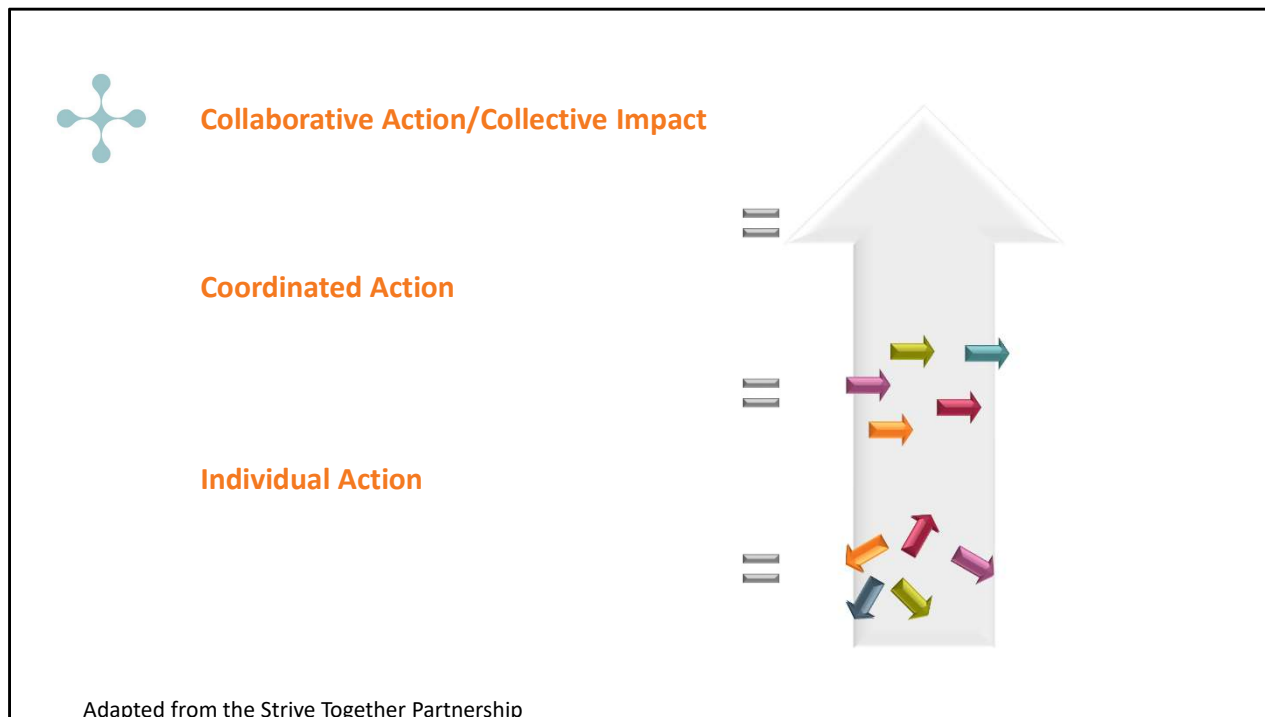 Collaborative Action/Collective Impact
=
Coordinated Action
=
Individual Action
=
Adapted from the Strive Together Partnership